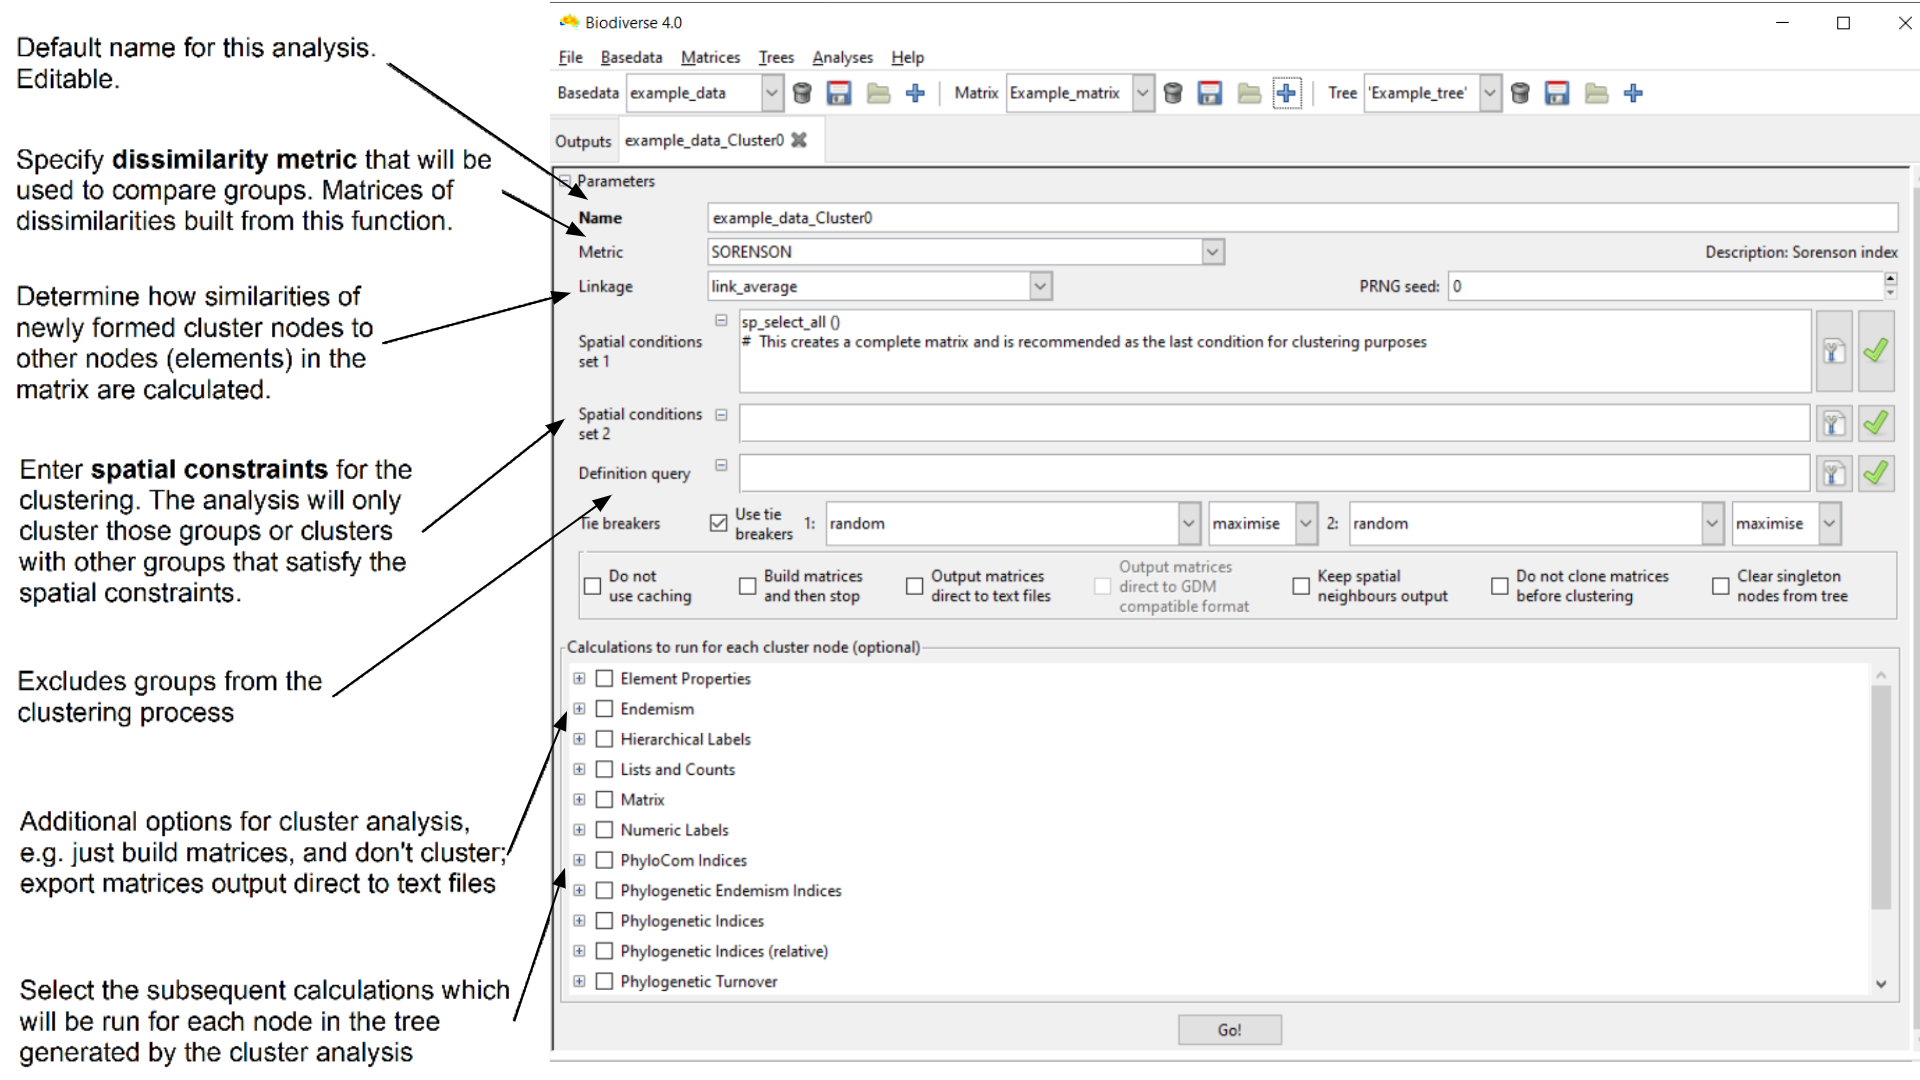 Default name for this analysis.
Editable.
Specify dissimilarity metric that will be
used to compare groups. Matrices of
dissimilarities built from this function.
Determine how similarities of
newly formed cluster nodes to
other nodes (elements) in the
matrix are calculated.
Enter spatial constraints for the
clustering. The analysis will only
cluster those groups or clusters
with other groups that satisfy the
spatial constraints.
Excludes groups from the
clustering process
Additional options for cluster analysis,
e.g. just build matrices, and don't cluster;
export matrices output direct to text files
Select the subsequent calculations which
will be run for each node in the tree
generated by the cluster analysis
Biodiverse 4.0
File Basedata Matrices Trees Analyses Help
Basedata example_data Matrix Example_matrix Tree 'Example_tree'
Outputs example_data_Cluster0
Parameters
Name example_data_Cluster0
Metric SORENSON Description: Sorenson index
Linkage link_average PRNG seed: 0
Spatial conditions
set 1
sp_select_all ()
# This creates a complete matrix and is recommended as the last condition for clustering purposes
Spatial conditions
set 2
Definition query
Tie breakers Use tie
breakers 1: random maximise 2: random maximise
Do not
use caching
Build matrices
and then stop
Output matrices
direct to text files
Output matrices
direct to GDM
compatible format
Keep spatial
neighbours output
Do not clone matrices
before clustering
Clear singleton
nodes from tree
Calculations to run for each cluster node (optional)
Element Properties
Endemism
Hierarchical Labels
Lists and Counts
Matrix
Numeric Labels
PhyloCom Indices
Phylogenetic Endemism Indices
Phylogenetic Indices
Phylogenetic Indices (relative)
Phylogenetic Turnover
Go!